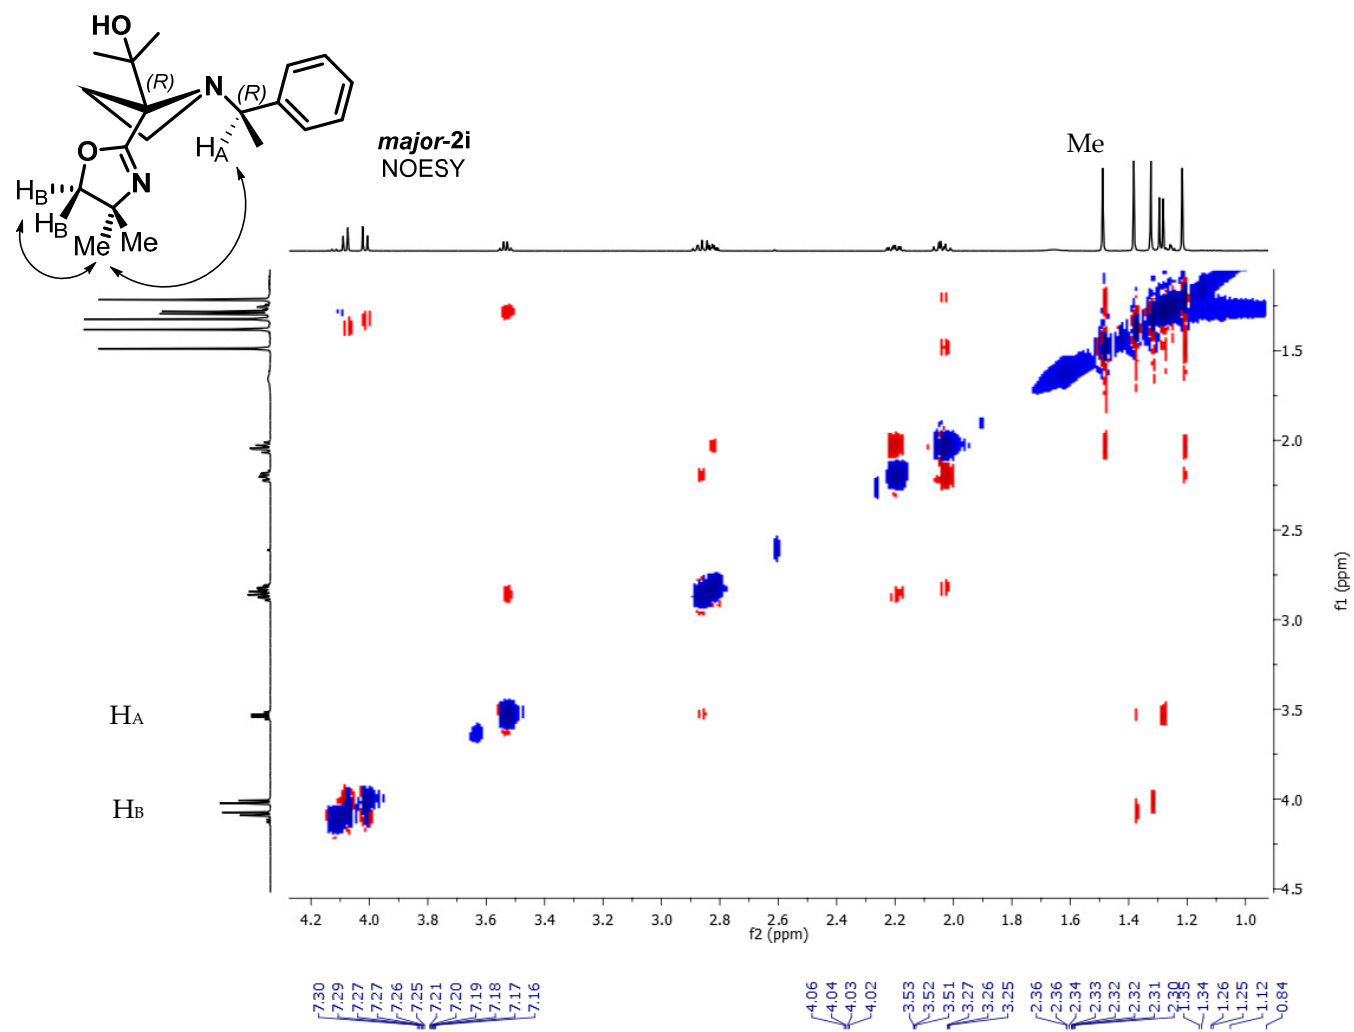 HO
(R)
N
(R)
HA
major-2i
NOESY
Me
O
N
HB
HB
Me
Me
HA
HB
1.5
2.0
2.5
3.0
3.5
4.0
4.5
f1 (ppm)
4.2 4.0 3.8 3.6 3.4 3.2 3.0 2.8 2.6 2.4 2.2 2.0 1.8 1.6 1.4 1.2 1.0
f2 (ppm)
7.30
7.29
7.27
7.27
7.26
7.25
7.21
7.20
7.19
7.18
7.17
7.16
4.06
4.04
4.03
4.02
3.53
3.52
3.51
3.27
3.26
3.25
2.36
2.36
2.34
2.33
2.32
2.32
2.31
2.30
1.35
1.34
1.26
1.25
1.12
0.84